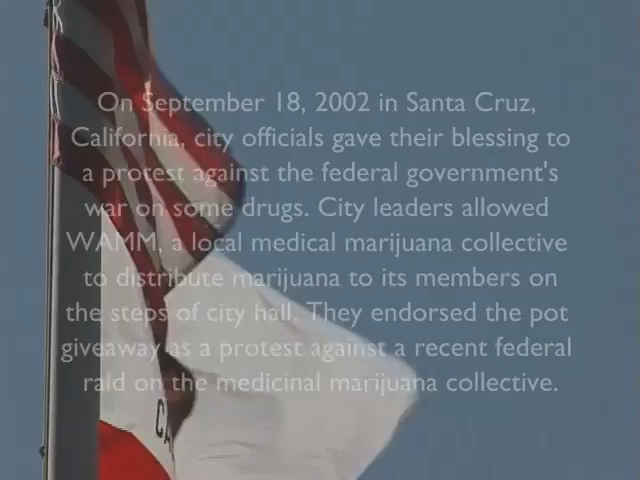 On September 18, 2002 in Santa Cruz,
California, city officials gave their blessing to
a protest against the federal government's
war on some drugs. City leaders allowed
WAMM, a local medical marijuana collective
to distribute marijuana to its members on
the steps of city hall. They endorsed the pot
giveaway as a protest against a recent federal
raid on the medicinal marijuana collective.
CA